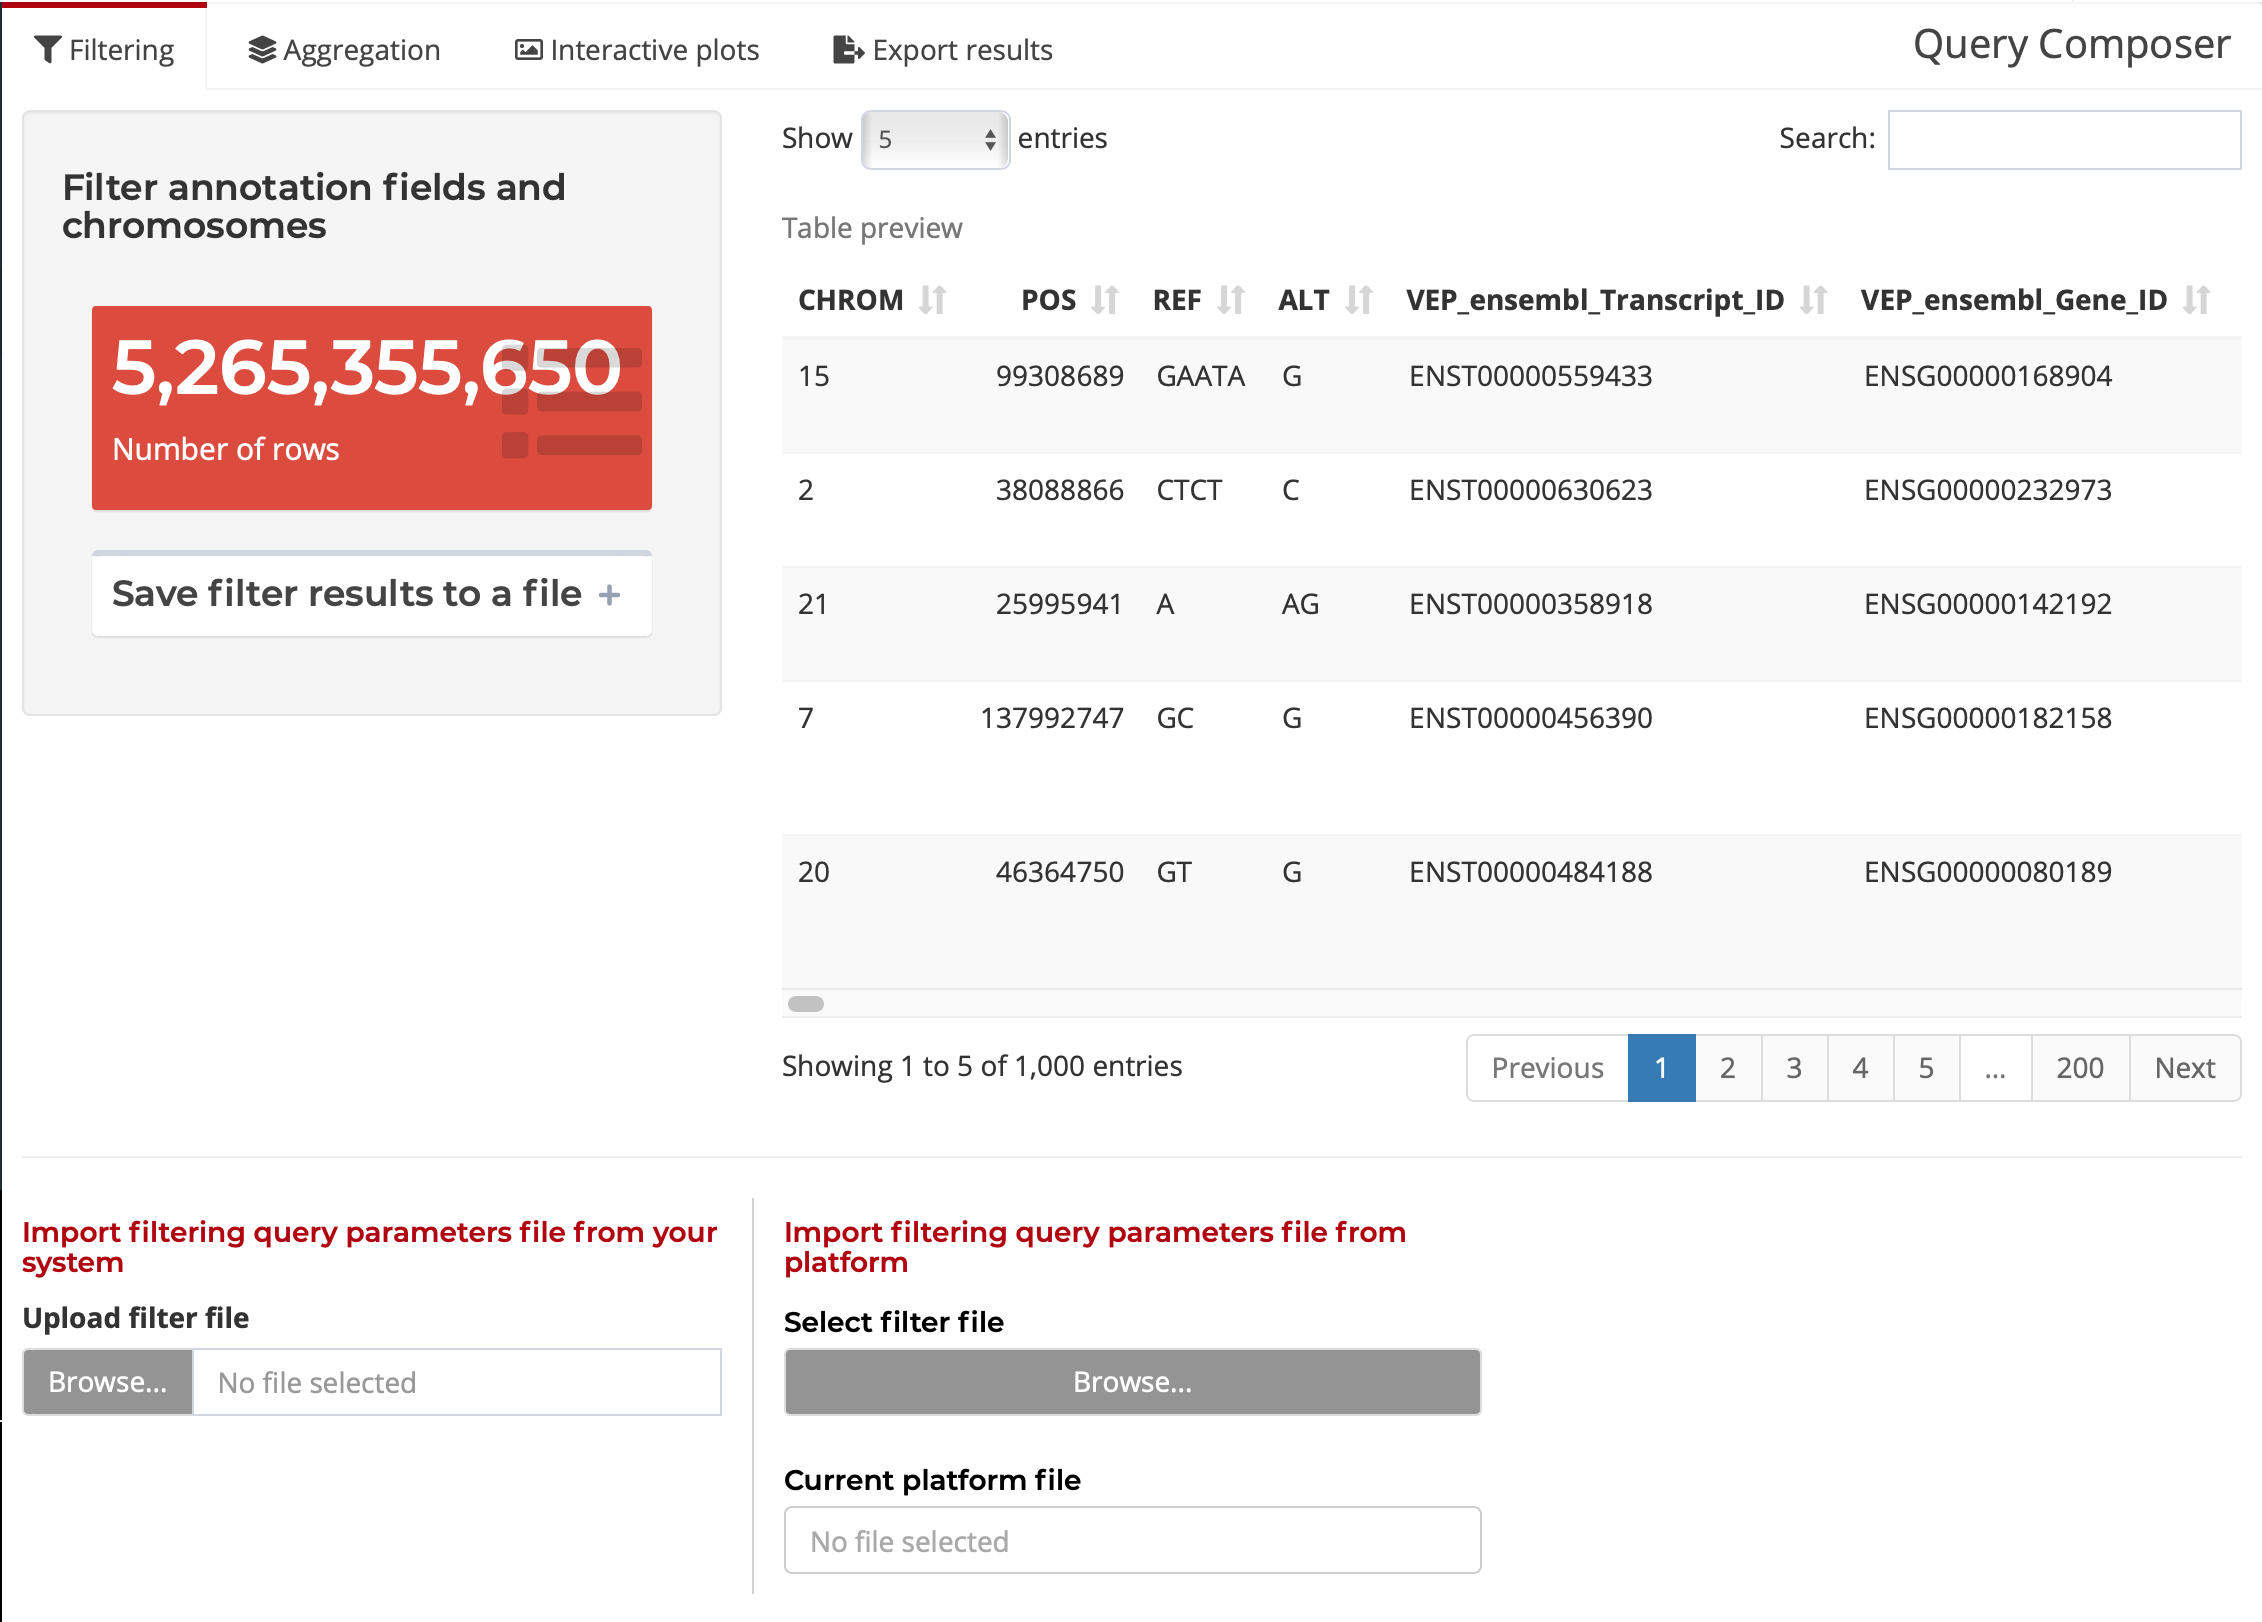 Filtering
Aggregation
Interactive plots
Export results
Query Composer
Filter annotation fields and
chromosomes
5,265,355,650
Number of rows
Save filter results to a file +
Show 5 entries
Search:
Table preview
CHROM POS REF ALT VEP_ensembl_Transcript_ID VEP_ensembl_Gene_ID
15 99308689 GAATA G ENST00000559433 ENSG00000168904
2 38088866 CTCT C ENST00000630623 ENSG00000232973
21 25995941 A AG ENST00000358918 ENSG00000142192
7 137992747 GC G ENST00000456390 ENSG00000182158
20 46364750 GT G ENST00000484188 ENSG00000080189
Showing 1 to 5 of 1,000 entries
Previous 1 2 3 4 5 ... 200 Next
Import filtering query parameters file from your
system
Upload filter file
Browse... No file selected
Import filtering query parameters file from
platform
Select filter file
Browse...
Current platform file
No file selected